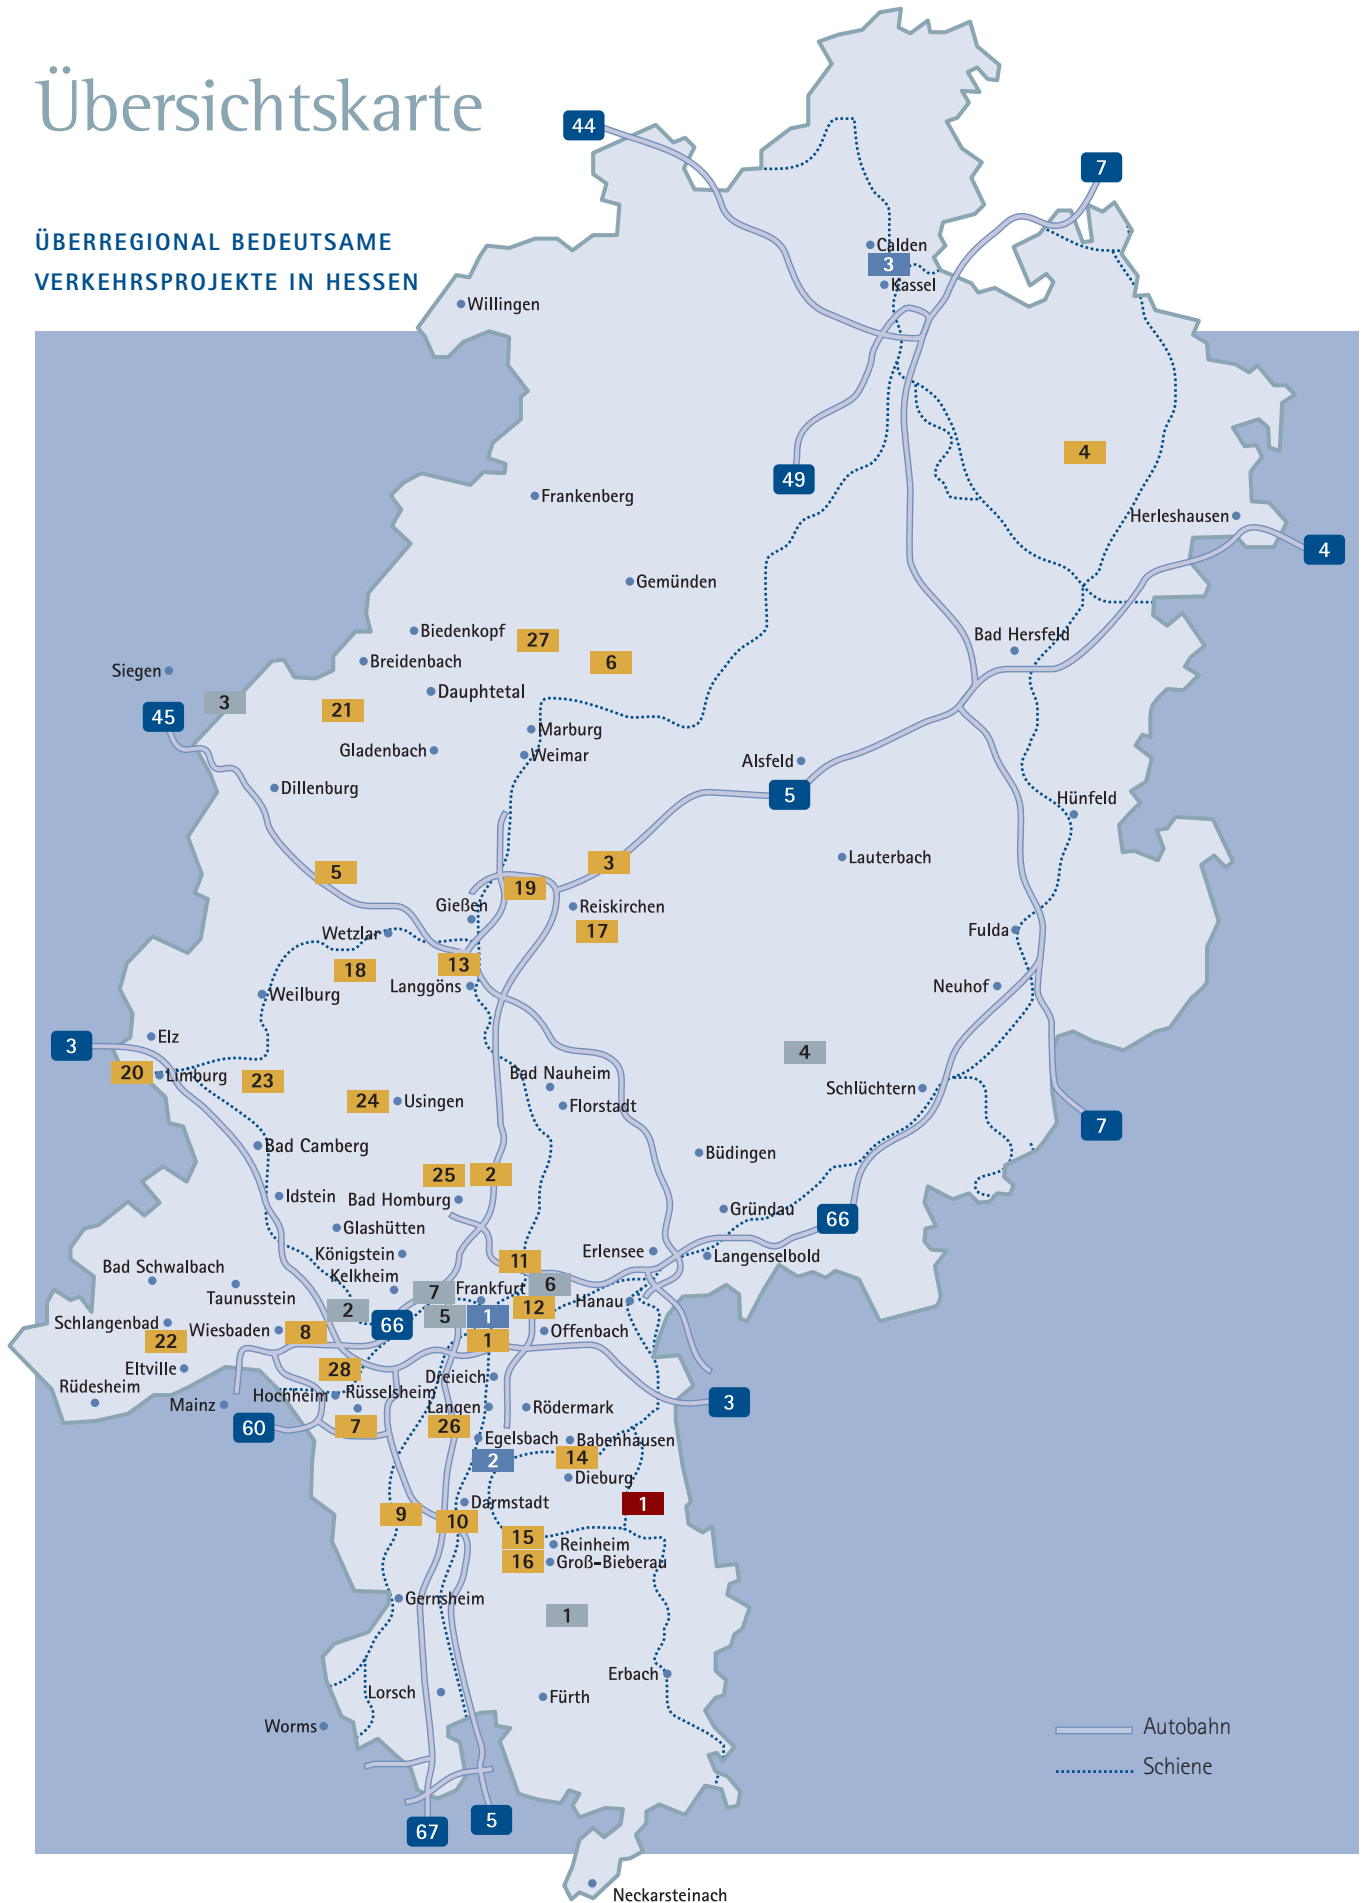 Übersichtskarte
44
7
ÜBERREGIONAL BEDEUTSAME
VERKEHRSPROJEKTE IN HESSEN
Calden
3
Kassel
Willingen
4
49
Frankenberg
Herleshausen
4
Gemünden
Biedenkopf
27
Bad Hersfeld
Breidenbach
6
Siegen
Dauphtetal
3
21
45
Marburg
Gladenbach
Weimar
Alsfeld
Dillenburg
5
Hünfeld
Lauterbach
3
5
19
Gießen
Reiskirchen
Wetzlar
17
Fulda
13
18
Langgöns
Neuhof
Weilburg
Elz
3
4
20
Limburg
23
Bad Nauheim
Schlüchtern
24
Usingen
Florstadt
7
Bad Camberg
Büdingen
25
2
Idstein
Bad Homburg
Gründau
66
Glashütten
Königstein
Erlensee
Langenselbold
11
Bad Schwalbach
Kelkheim
6
Taunusstein
7
Frankfurt
Hanau
2
12
5
1
Schlangenbad
66
Wiesbaden
8
Offenbach
22
1
28
Eltville
Dreieich
Rüdesheim
Hochheim
Rüsselsheim
Mainz
3
Langen
Rödermark
60
7
26
Egelsbach
Babenhausen
2
14
Dieburg
Darmstadt
1
9
10
15
Reinheim
16
Groß-Bieberau
Gernsheim
1
Erbach
Lorsch
Fürth
Worms
Autobahn
Schiene
5
67
Neckarsteinach